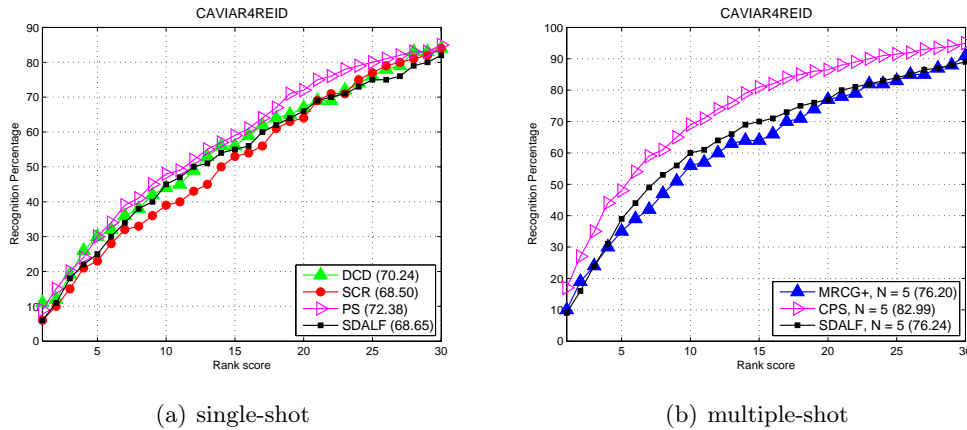 CAVIAR4REID
90
80
70
60
50
40
30
20
10
0
Recognition Percentage
5
10
15
20
25
30
Rank score
DCD (70.24)
SCR (68.50)
PS (72.38)
SDALF (68.65)
(a) single-shot
CAVIAR4REID
100
90
80
70
60
50
40
30
20
10
0
Recognition Percentage
5
10
15
20
25
30
Rank score
MRCG+, N = 5 (76.20)
CPS, N = 5 (82.99)
SDALF, N = 5 (76.24)
(b) multiple-shot